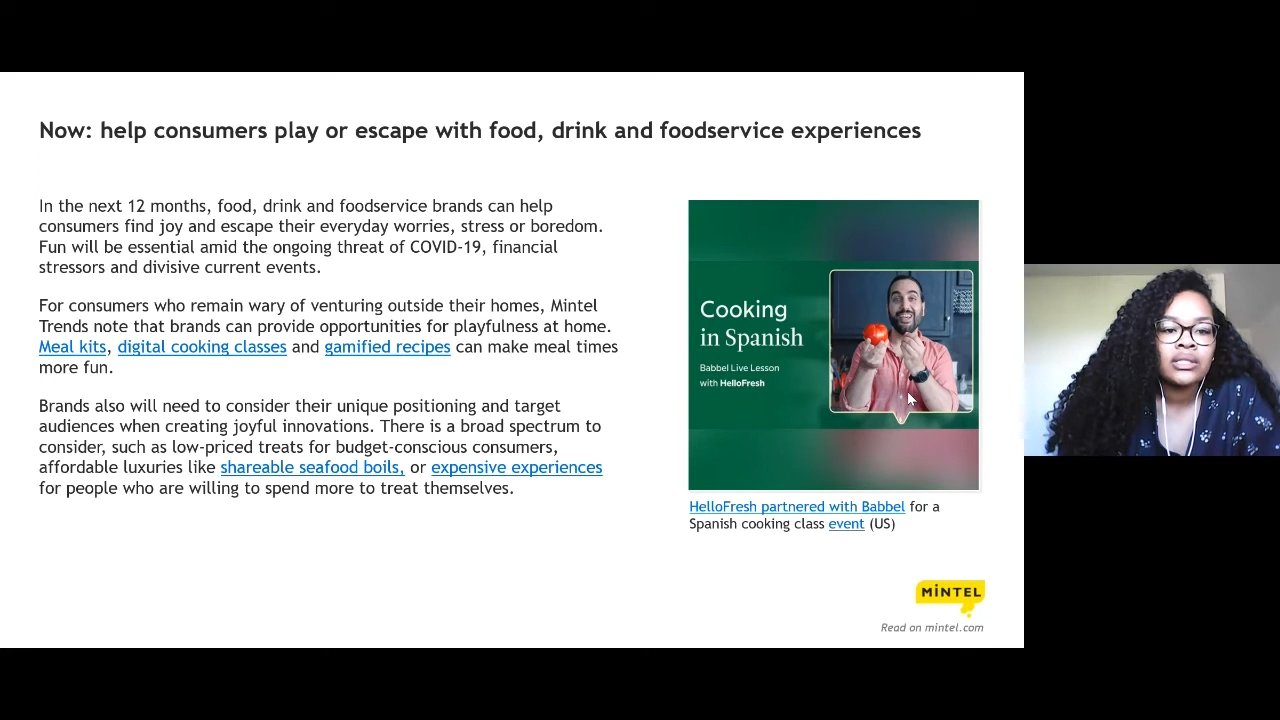 Now: help consumers play or escape with food, drink and foodservice experiences
In the next 12 months, food, drink and foodservice brands can help
consumers find joy and escape their everyday worries, stress or boredom.
Fun will be essential amid the ongoing threat of COVID-19, financial
stressors and divisive current events.
For consumers who remain wary of venturing outside their homes, Mintel
Trends note that brands can provide opportunities for playfulness at home.
Meal kits, digital cooking classes and gamified recipes can make meal times
more fun.
Brands also will need to consider their unique positioning and target
audiences when creating joyful innovations. There is a broad spectrum to
consider, such as low-priced treats for budget-conscious consumers,
affordable luxuries like shareable seafood boils, or expensive experiences
for people who are willing to spend more to treat themselves.
Cooking
in Spanish
Babbel Live Lesson
with HelloFresh
HelloFresh partnered with Babbel for a
Spanish cooking class event (US)
MiNTEL
Read on mintel.com